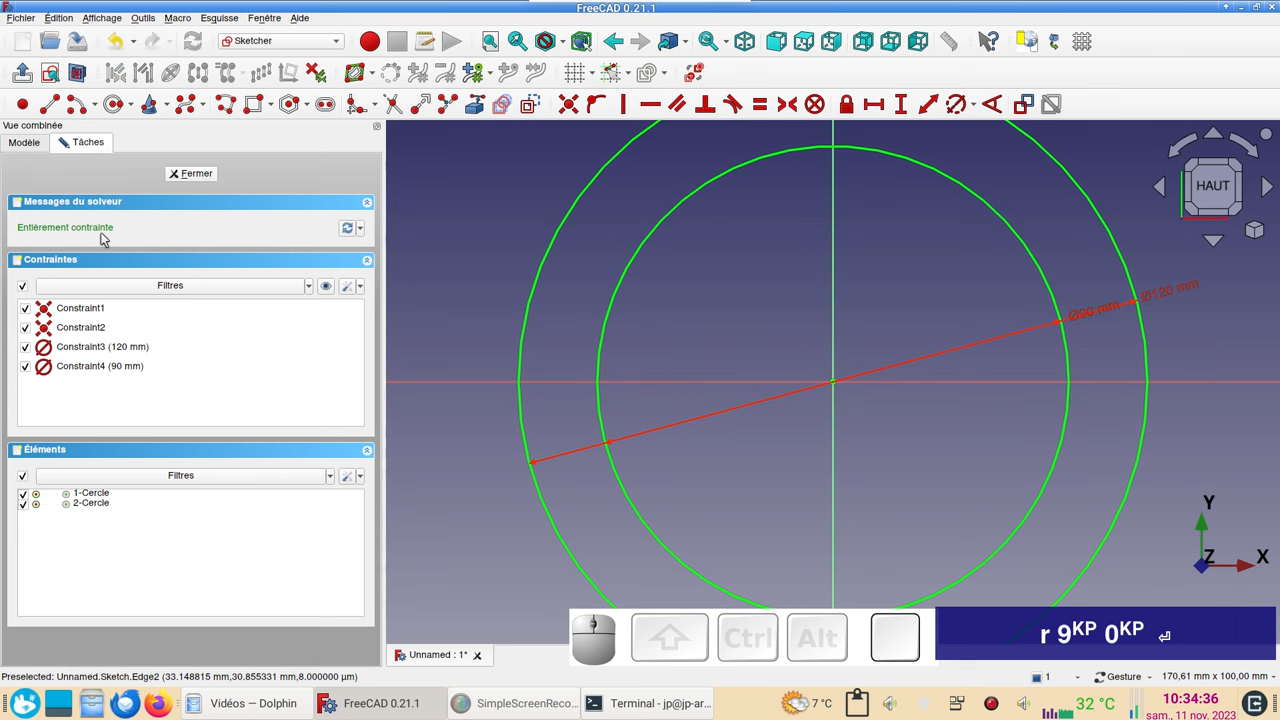 FreeCAD 0.21.1
Fichier Édition Affichage Outils Macro Esquisse Fenêtre Aide
Sketcher
Vue combinée
Modèle Tâches
Fermer
Messages du solveur
Entièrement contrainte
Contraintes
Filtres
Constraint1
Constraint2
Constraint3 (120 mm)
Constraint4 (90 mm)
Éléments
Filtres
1-Cercle
2-Cercle
HAUT
Ø90 mm
Ø120 mm
Y
Z
X
Ctrl
Alt
r 9KP 0KP ⏎
Unnamed : 1*
Preselected: Unnamed.Sketch.Edge2 (33.148815 mm,30.855331 mm,8.000000 µm)
1
Gesture
170,61 mm × 100,00 mm
Vidéos — Dolphin
FreeCAD 0.21.1
SimpleScreenReco...
Terminal - jp@jp-ar...
7°C
32 °C
10:34:36
sam., 11 nov. 2023